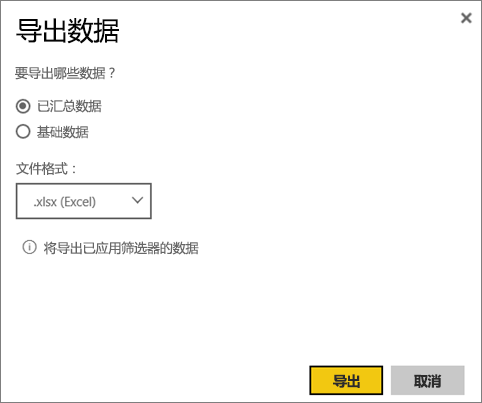 导出数据
要导出哪些数据？
已汇总数据
基础数据
文件格式：
.xlsx (Excel)
将导出已应用筛选器的数据
导出
取消